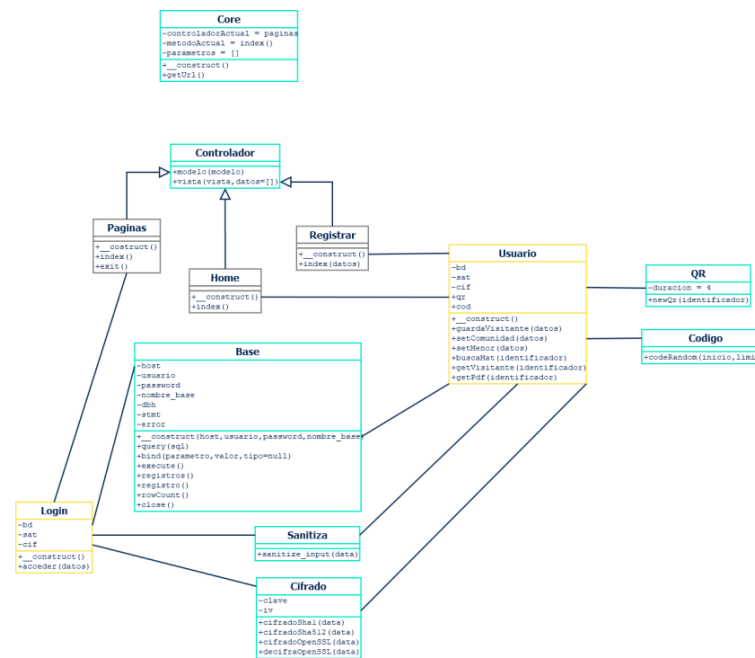 Core
-controladorActual = paginas
-metodoActual = index()
-parametros = []
+__construct()
+getUrl()
Controlador
+modelo(modelo)
+vista(vista,datos=[])
Paginas
+__costruct()
+index()
+exit()
Registrar
+__construct()
+index(datos)
Home
+__construct()
+index()
Usuario
-bd
-sat
-cif
+qr
+cod
+__construct()
+guardaVisitante(datos)
+setComunidad(datos)
+setMenor(datos)
+buscaMat(identificador)
+getVisitante(identificador)
+getPdf(identificador)
QR
-duracion = 4
+newQr(identificador)
Codigo
+codeRandom(inicio,limi
Base
-host
-usuario
-password
-nombre_base
-dbh
-stmt
-error
+__construct(host,usuario,password,nombre_base)
+query(sql)
+bind(parametro,valor,tipo=null)
+execute()
+registros()
+registro()
+rowCount()
+close()
Login
-bd
-sat
-cif
+__construct()
+acceder(datos)
Sanitiza
+sanitize_input(data)
Cifrado
-clave
-iv
+cifradoSha1(data)
+cifradoSha512(data)
+cifradoOpenSSL(data)
+decifraOpenSSL(data)